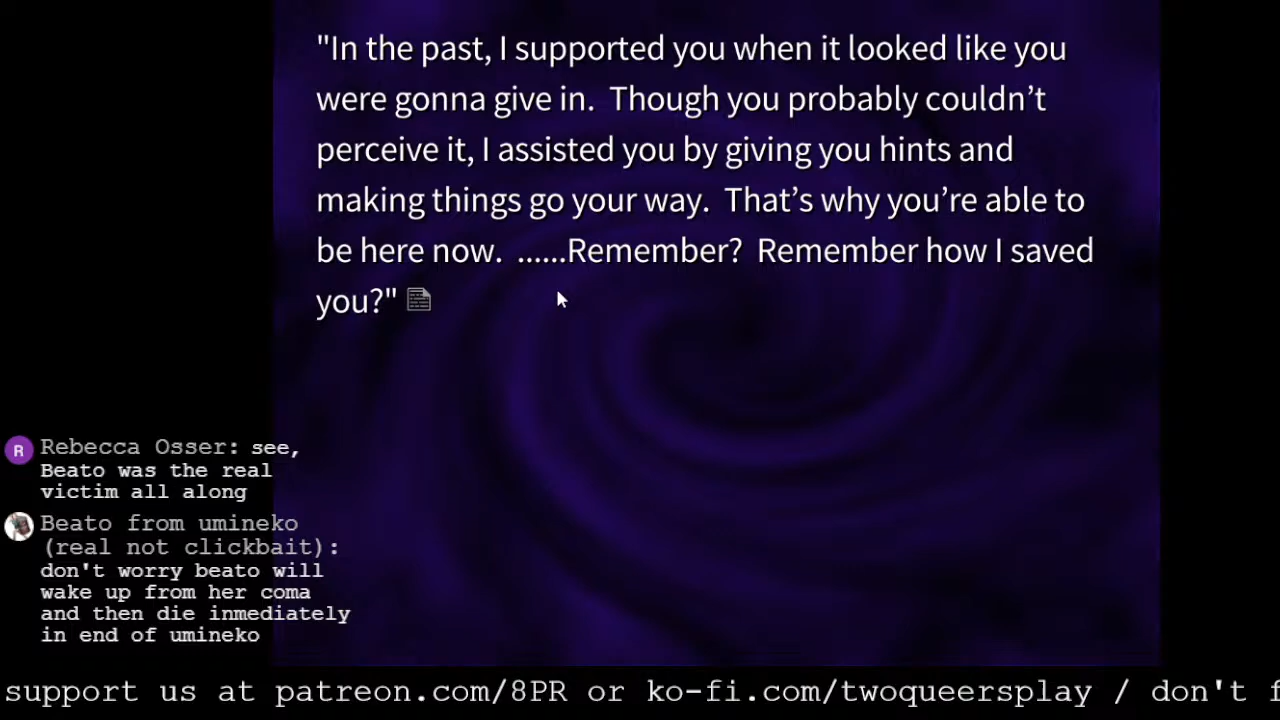 "In the past, I supported you when it looked like you
were gonna give in.  Though you probably couldn’t
perceive it, I assisted you by giving you hints and
making things go your way.  That’s why you’re able to
be here now.  ......Remember?  Remember how I saved
you?"
R
Rebecca Osser: see,
Beato was the real
victim all along
Beato from umineko
(real not clickbait):
don't worry beato will
wake up from her coma
and then die inmediately
in end of umineko
support us at patreon.com/8PR or ko-fi.com/twoqueersplay / don't f